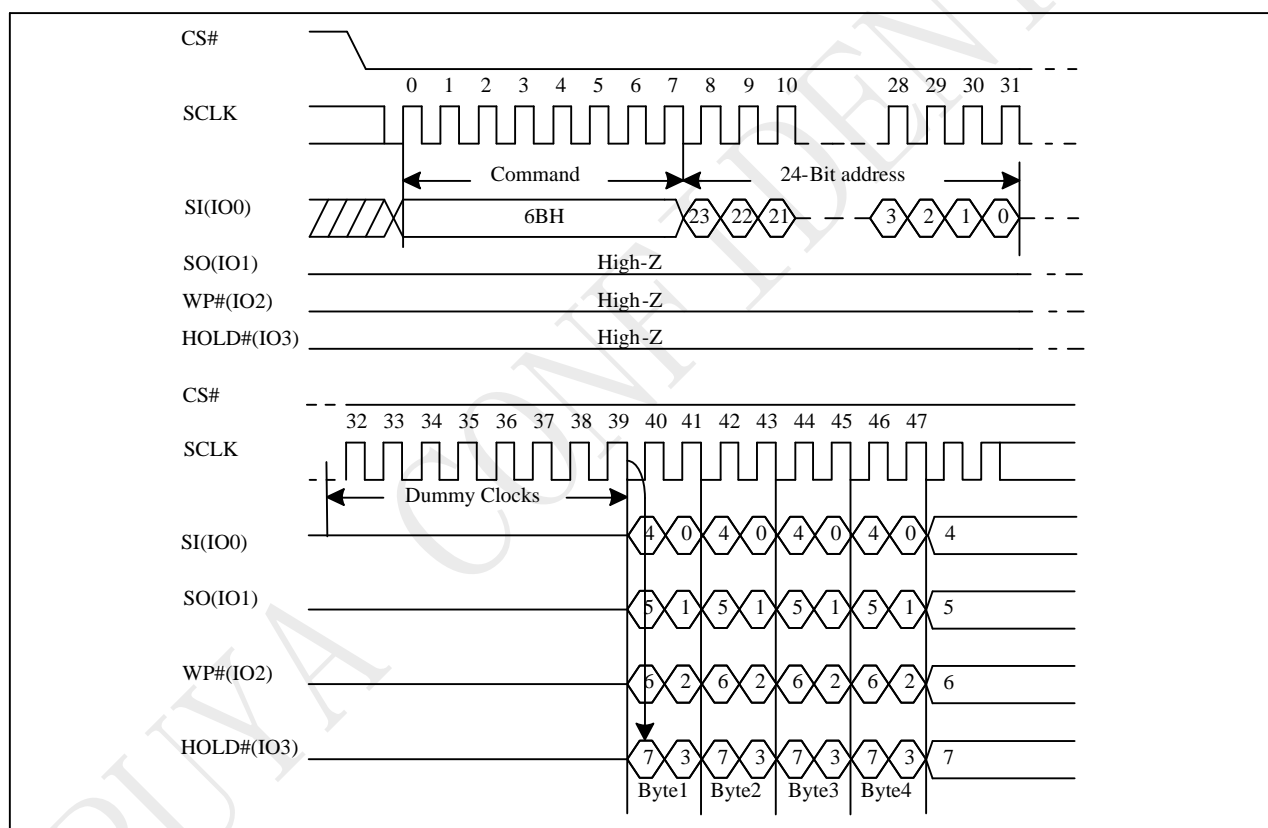 CS#
0 1 2 3 4 5 6 7 8 9 10 28 29 30 31
SCLK
Command 24-Bit address
SI(IO0) 6BH 23 22 21 3 2 1 0
SO(IO1) High-Z
WP#(IO2) High-Z
HOLD#(IO3) High-Z
CS#
32 33 34 35 36 37 38 39 40 41 42 43 44 45 46 47
SCLK
Dummy Clocks
SI(IO0) 4 0 4 0 4 0 4 0 4
SO(IO1) 5 1 5 1 5 1 5 1 5
WP#(IO2) 6 2 6 2 6 2 6 2 6
HOLD#(IO3) 7 3 7 3 7 3 7 3 7
Byte1 Byte2 Byte3 Byte4
PUYA CONFIDENT